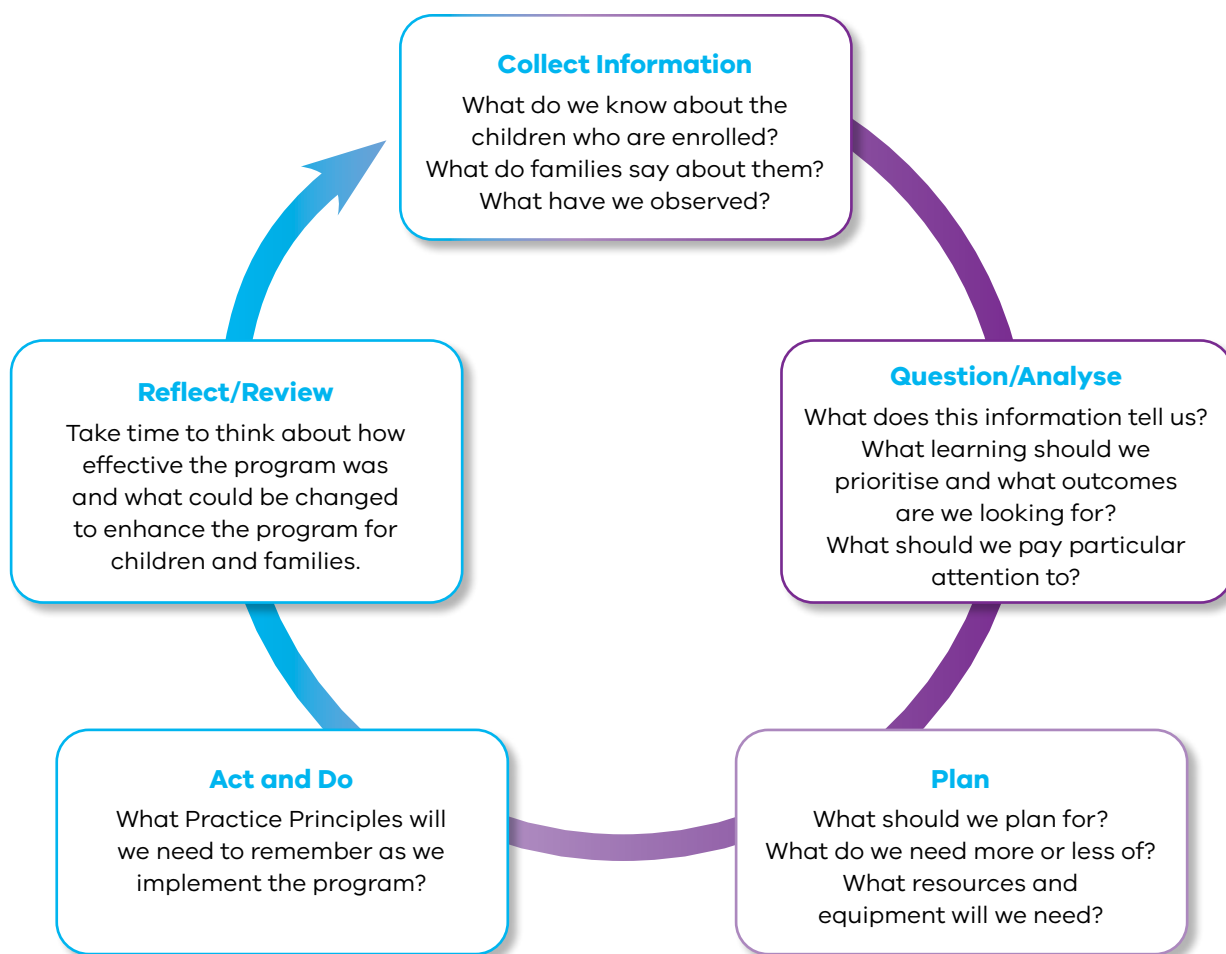 Collect Information
What do we know about the
children who are enrolled?
What do families say about them?
What have we observed?
Question/Analyse
What does this information tell us?
What learning should we
prioritise and what outcomes
are we looking for?
What should we pay particular
attention to?
Plan
What should we plan for?
What do we need more or less of?
What resources and
equipment will we need?
Act and Do
What Practice Principles will
we need to remember as we
implement the program?
Reflect/Review
Take time to think about how
effective the program was
and what could be changed
to enhance the program for
children and families.